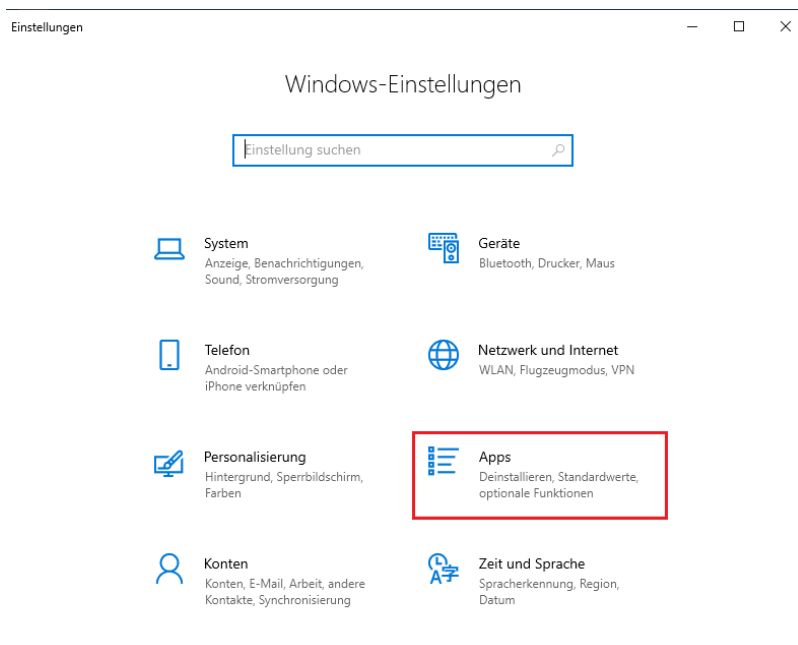 Einstellungen
Windows-Einstellungen
Einstellung suchen
System
Anzeige, Benachrichtigungen,
Sound, Stromversorgung
Geräte
Bluetooth, Drucker, Maus
Telefon
Android-Smartphone oder
iPhone verknüpfen
Netzwerk und Internet
WLAN, Flugzeugmodus, VPN
Personalisierung
Hintergrund, Sperrbildschirm,
Farben
Apps
Deinstallieren, Standardwerte,
optionale Funktionen
Konten
Konten, E-Mail, Arbeit, andere
Kontakte, Synchronisierung
Zeit und Sprache
Spracherkennung, Region,
Datum